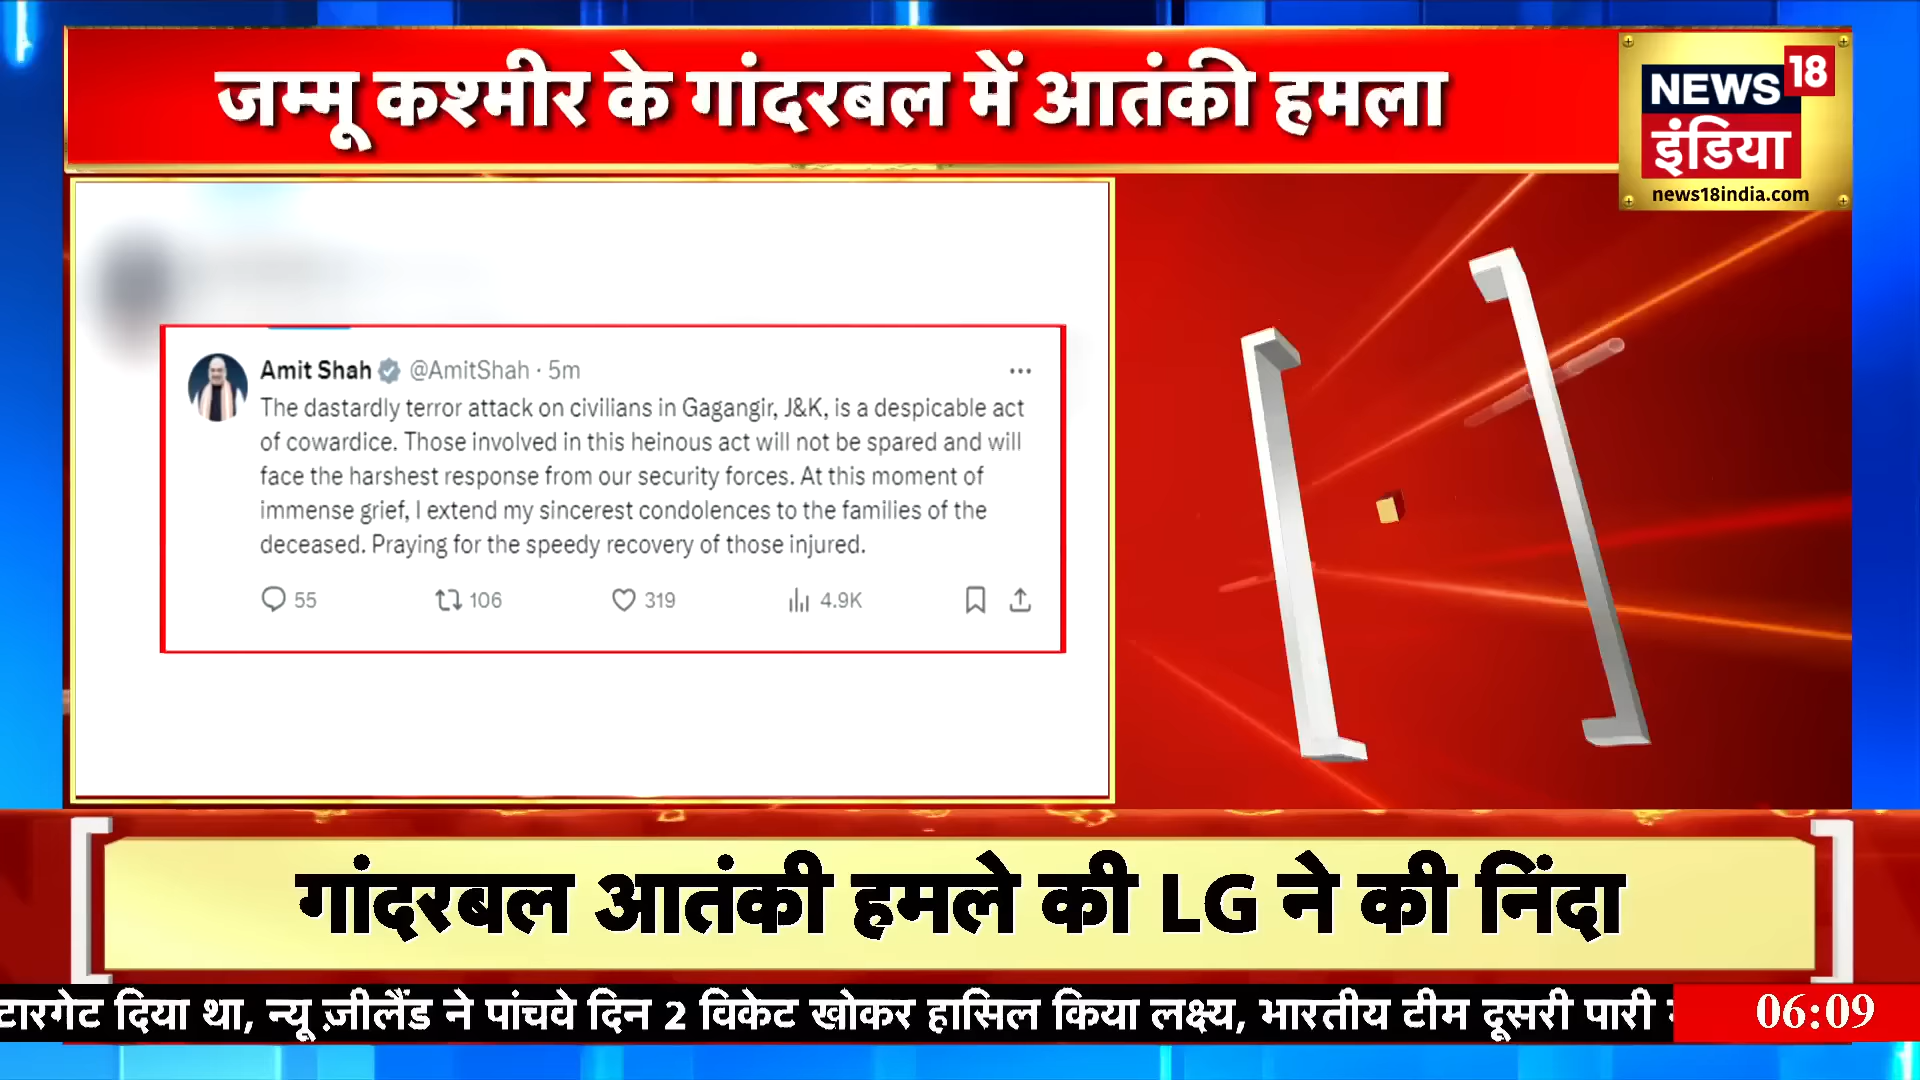 जम्मू कश्मीर के गांदरबल में आतंकी हमला
NEWS 18
इंडिया
news18india.com
Amit Shah @AmitShah · 5m
The dastardly terror attack on civilians in Gagangir, J&K, is a despicable act
of cowardice. Those involved in this heinous act will not be spared and will
face the harshest response from our security forces. At this moment of
immense grief, I extend my sincerest condolences to the families of the
deceased. Praying for the speedy recovery of those injured.
55 106 319 4.9K
गांदरबल आतंकी हमले की LG ने की निंदा
टारगेट दिया था, न्यू ज़ीलैंड ने पांचवे दिन 2 विकेट खोकर हासिल किया लक्ष्य, भारतीय टीम दूसरी पारी
06:09